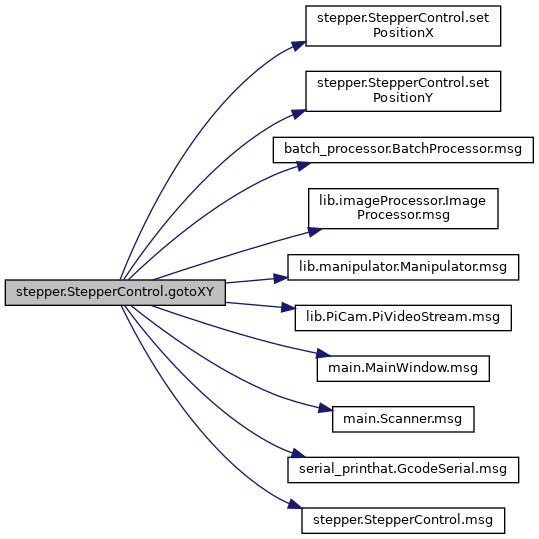 stepper.StepperControl.set
PositionX
stepper.StepperControl.set
PositionY
batch_processor.BatchProcessor.msg
lib.imageProcessor.Image
Processor.msg
lib.manipulator.Manipulator.msg
stepper.StepperControl.gotoXY
lib.PiCam.PiVideoStream.msg
main.MainWindow.msg
main.Scanner.msg
serial_printhat.GcodeSerial.msg
stepper.StepperControl.msg